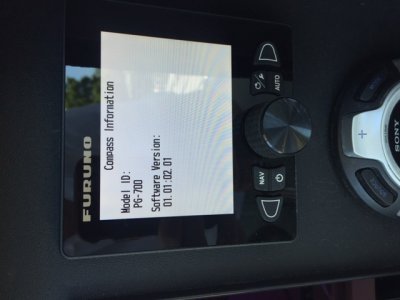 FURUNO
Compass Information
Model ID:
PG-700
Software Version:
01.01:02.01
NAV
AUTO
SONY